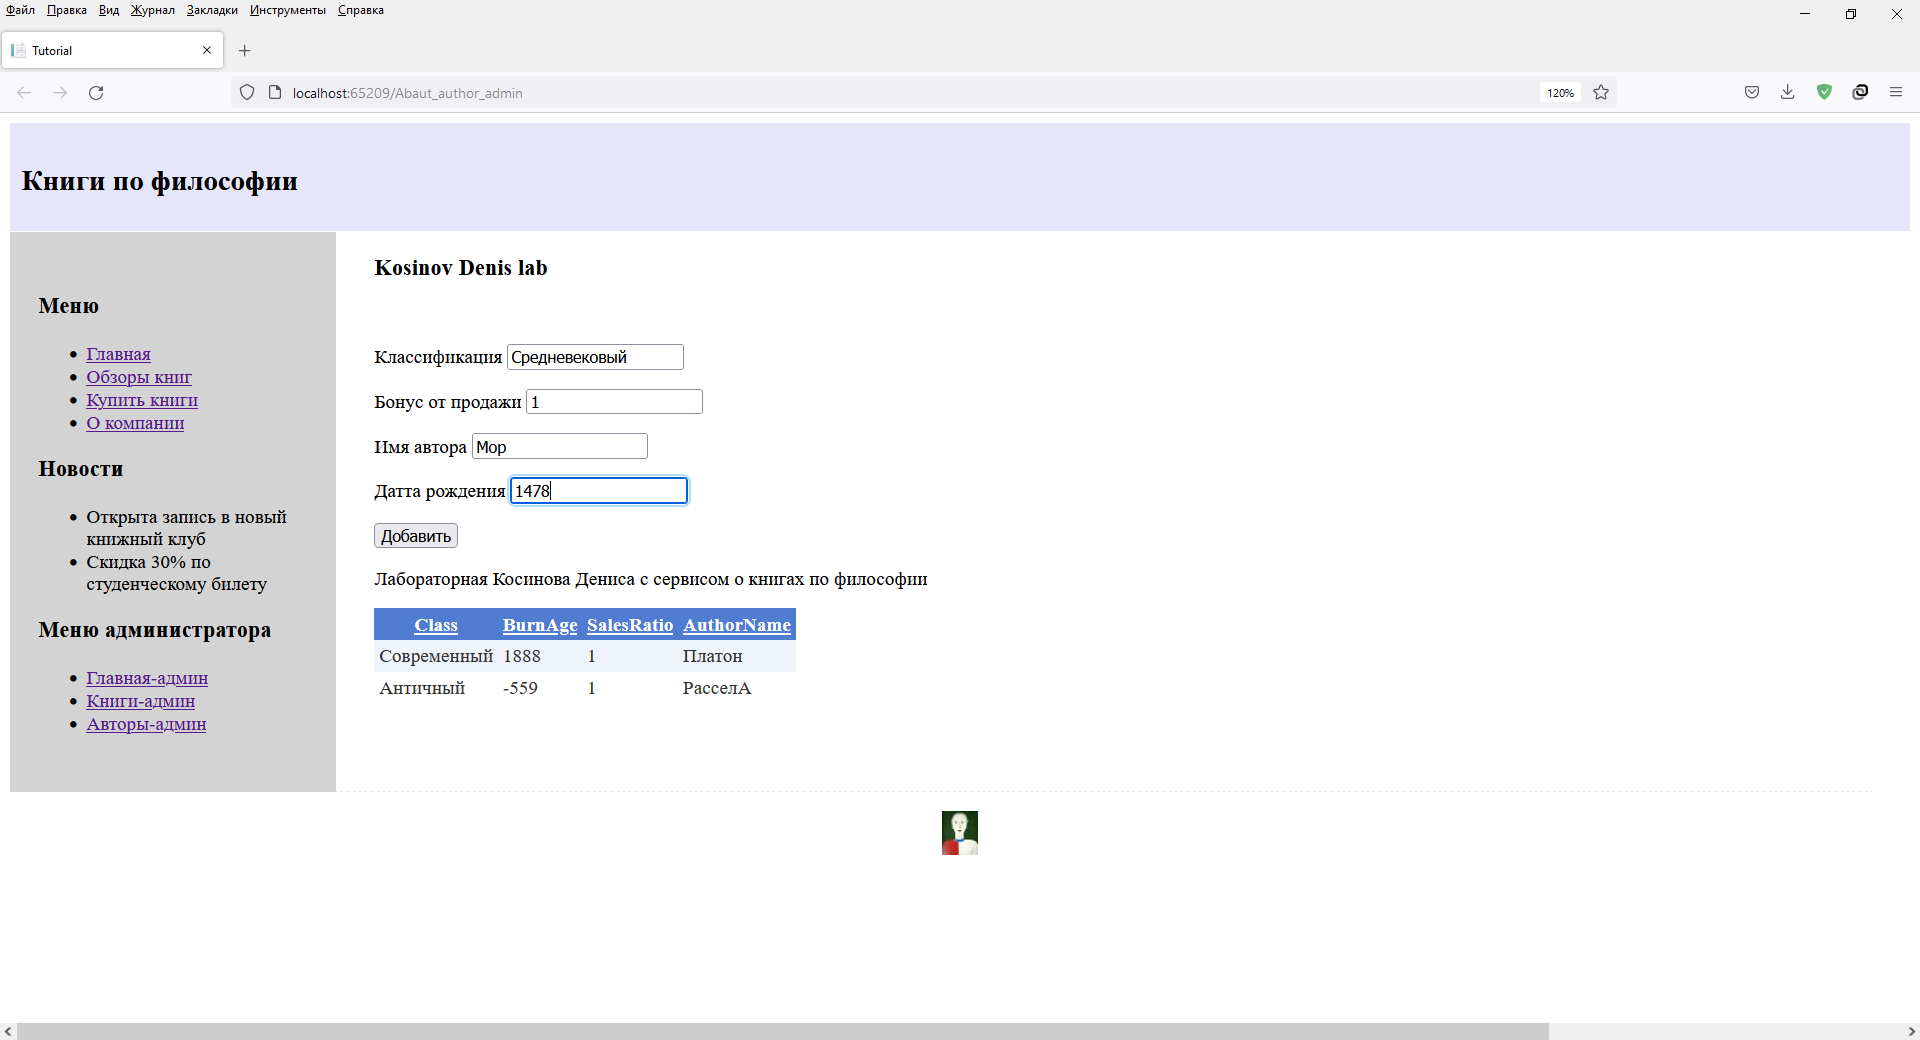 Файл Правка Вид Журнал Закладки Инструменты Справка
Tutorial
localhost:65209/Abaut_author_admin 120%
Книги по философии
Меню
Главная
Обзоры книг
Купить книги
О компании
Новости
Открыта запись в новый
книжный клуб
Скидка 30% по
студенческому билету
Меню администратора
Главная-админ
Книги-админ
Авторы-админ
Kosinov Denis lab
Классификация Средневековый
Бонус от продажи 1
Имя автора Мор
Датта рождения 1478
Добавить
Лабораторная Косинова Дениса с сервисом о книгах по философии
Class BurnAge SalesRatio AuthorName
Современный 1888 1 Платон
Античный -559 1 РасселА